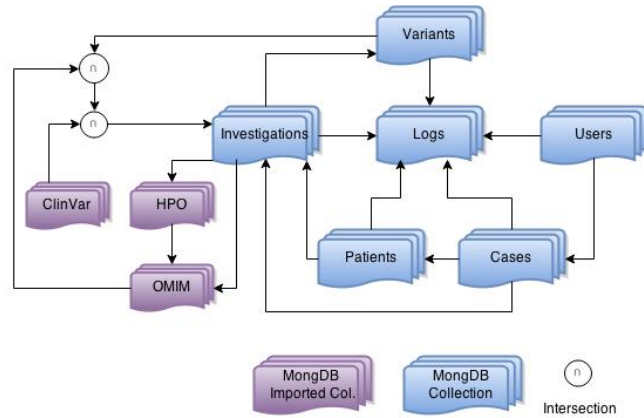 Variants
∩
∩
Investigations
Logs
Users
ClinVar
HPO
Patients
Cases
OMIM
MongDB
Imported Col.
MongDB
Collection
∩
Intersection